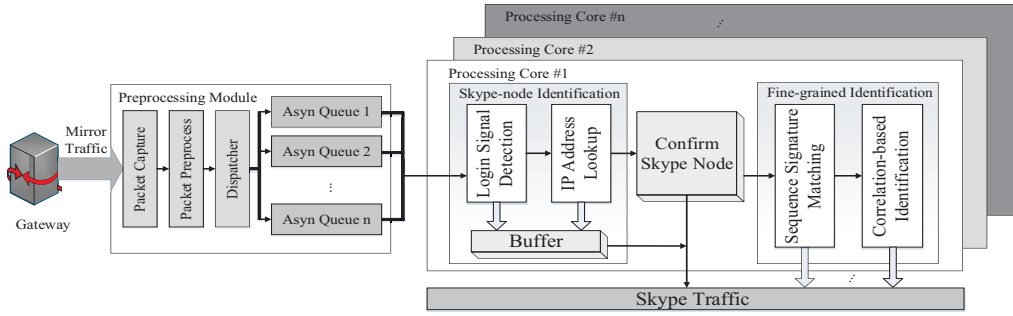 Processing Core #n
Processing Core #2
Processing Core #1
Preprocessing Module
Skype-node Identification
Fine-grained Identification
Mirror
Traffic
Gateway
Packet Capture
Packet Preprocess
Dispatcher
Asyn Queue 1
Asyn Queue 2
Asyn Queue n
Login Signal
Detection
IP Address
Lookup
Buffer
Confirm
Skype Node
Sequence Signature
Matching
Correlation-based
Identification
Skype Traffic